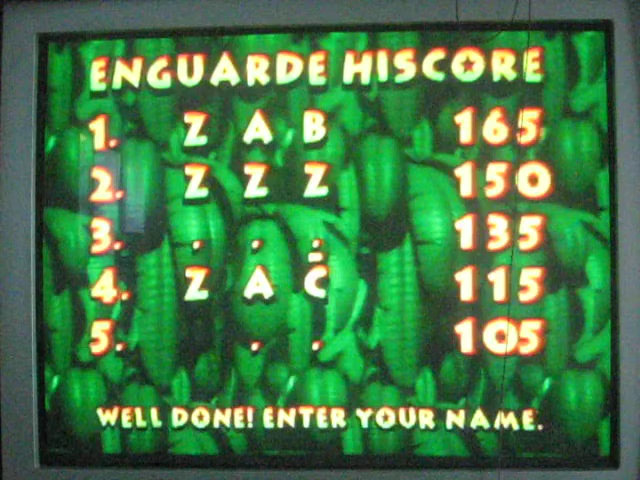 ENGUARDE HISCORE
1. Z A B 165
2. Z Z Z 150
3. . . . 135
4. Z A C 115
5. . . 105
WELL DONE! ENTER YOUR NAME.